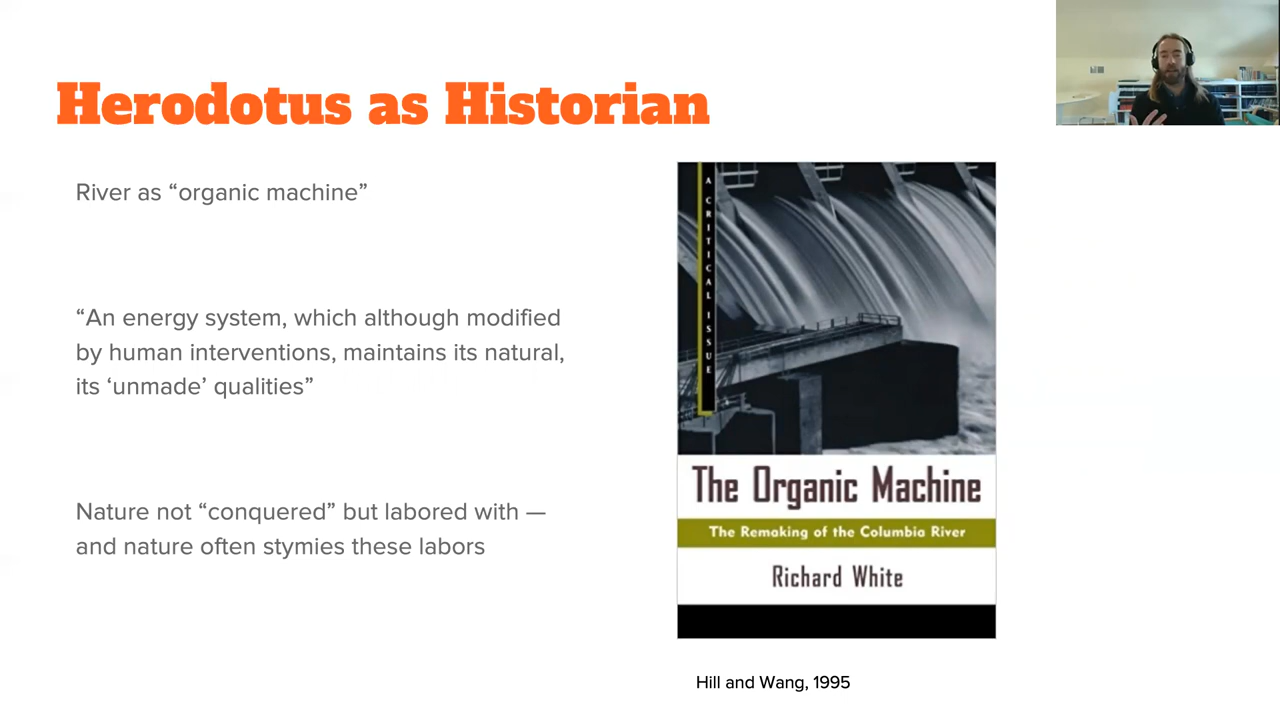 Herodotus as Historian
River as “organic machine”
“An energy system, which although modified
by human interventions, maintains its natural,
its ‘unmade’ qualities”
Nature not “conquered” but labored with —
and nature often stymies these labors
A CRITICAL ISSUE
The Organic Machine
The Remaking of the Columbia River
Richard White
Hill and Wang, 1995